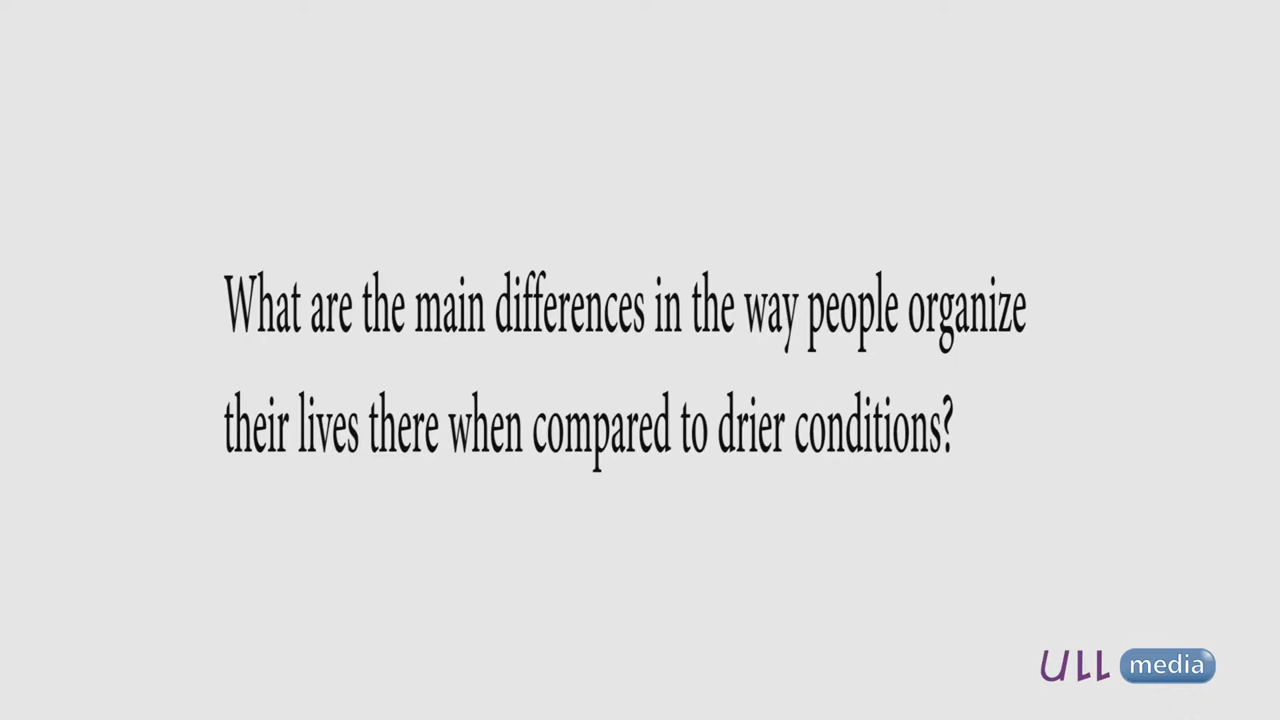 What are the main differences in the way people organize
their lives there when compared to drier conditions?
ULL media